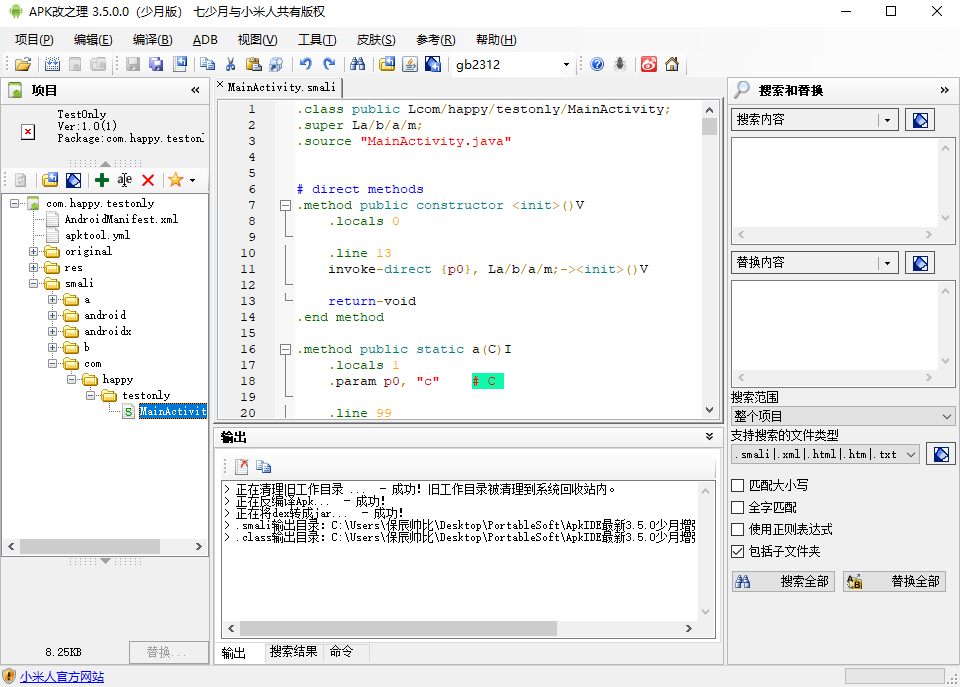 APK改之理 3.5.0.0（少月版） 七少月与小米人共有版权
项目(P) 编辑(E) 编译(B) ADB 视图(V) 工具(T) 皮肤(S) 参考(R) 帮助(H)
gb2312
项目
TestOnly
Ver:1.0(1)
Package:com.happy.testonl
a|e
com.happy.testonly
AndroidManifest.xml
apktool.yml
original
res
smali
a
android
androidx
b
com
happy
testonly
MainActivit
8.25KB
替换...
MainActivity.smali
1 .class public Lcom/happy/testonly/MainActivity;
2 .super La/b/a/m;
3 .source "MainActivity.java"
4
5
6 # direct methods
7 .method public constructor <init>()V
8 .locals 0
9
10 .line 13
11 invoke-direct {p0}, La/b/a/m;-><init>()V
12
13 return-void
14 .end method
15
16 .method public static a(C)I
17 .locals 1
18 .param p0, "c" # C
19
20 .line 99
输出
> 正在清理旧工作目录 ... - 成功！旧工作目录被清理到系统回收站内。
> 正在反编译Apk... - 成功！
> 正在将dex转成jar... - 成功！
> .smali输出目录：C:\Users\保辰帅比\Desktop\PortableSoft\ApkIDE最新3.5.0少月增强
> .class输出目录：C:\Users\保辰帅比\Desktop\PortableSoft\ApkIDE最新3.5.0少月增强
输出 搜索结果 命令
搜索和替换
搜索内容
替换内容
搜索范围
整个项目
支持搜索的文件类型
.smali|.xml|.html|.htm|.txt
匹配大小写
全字匹配
使用正则表达式
包括子文件夹
搜索全部 替换全部
小米人官方网站